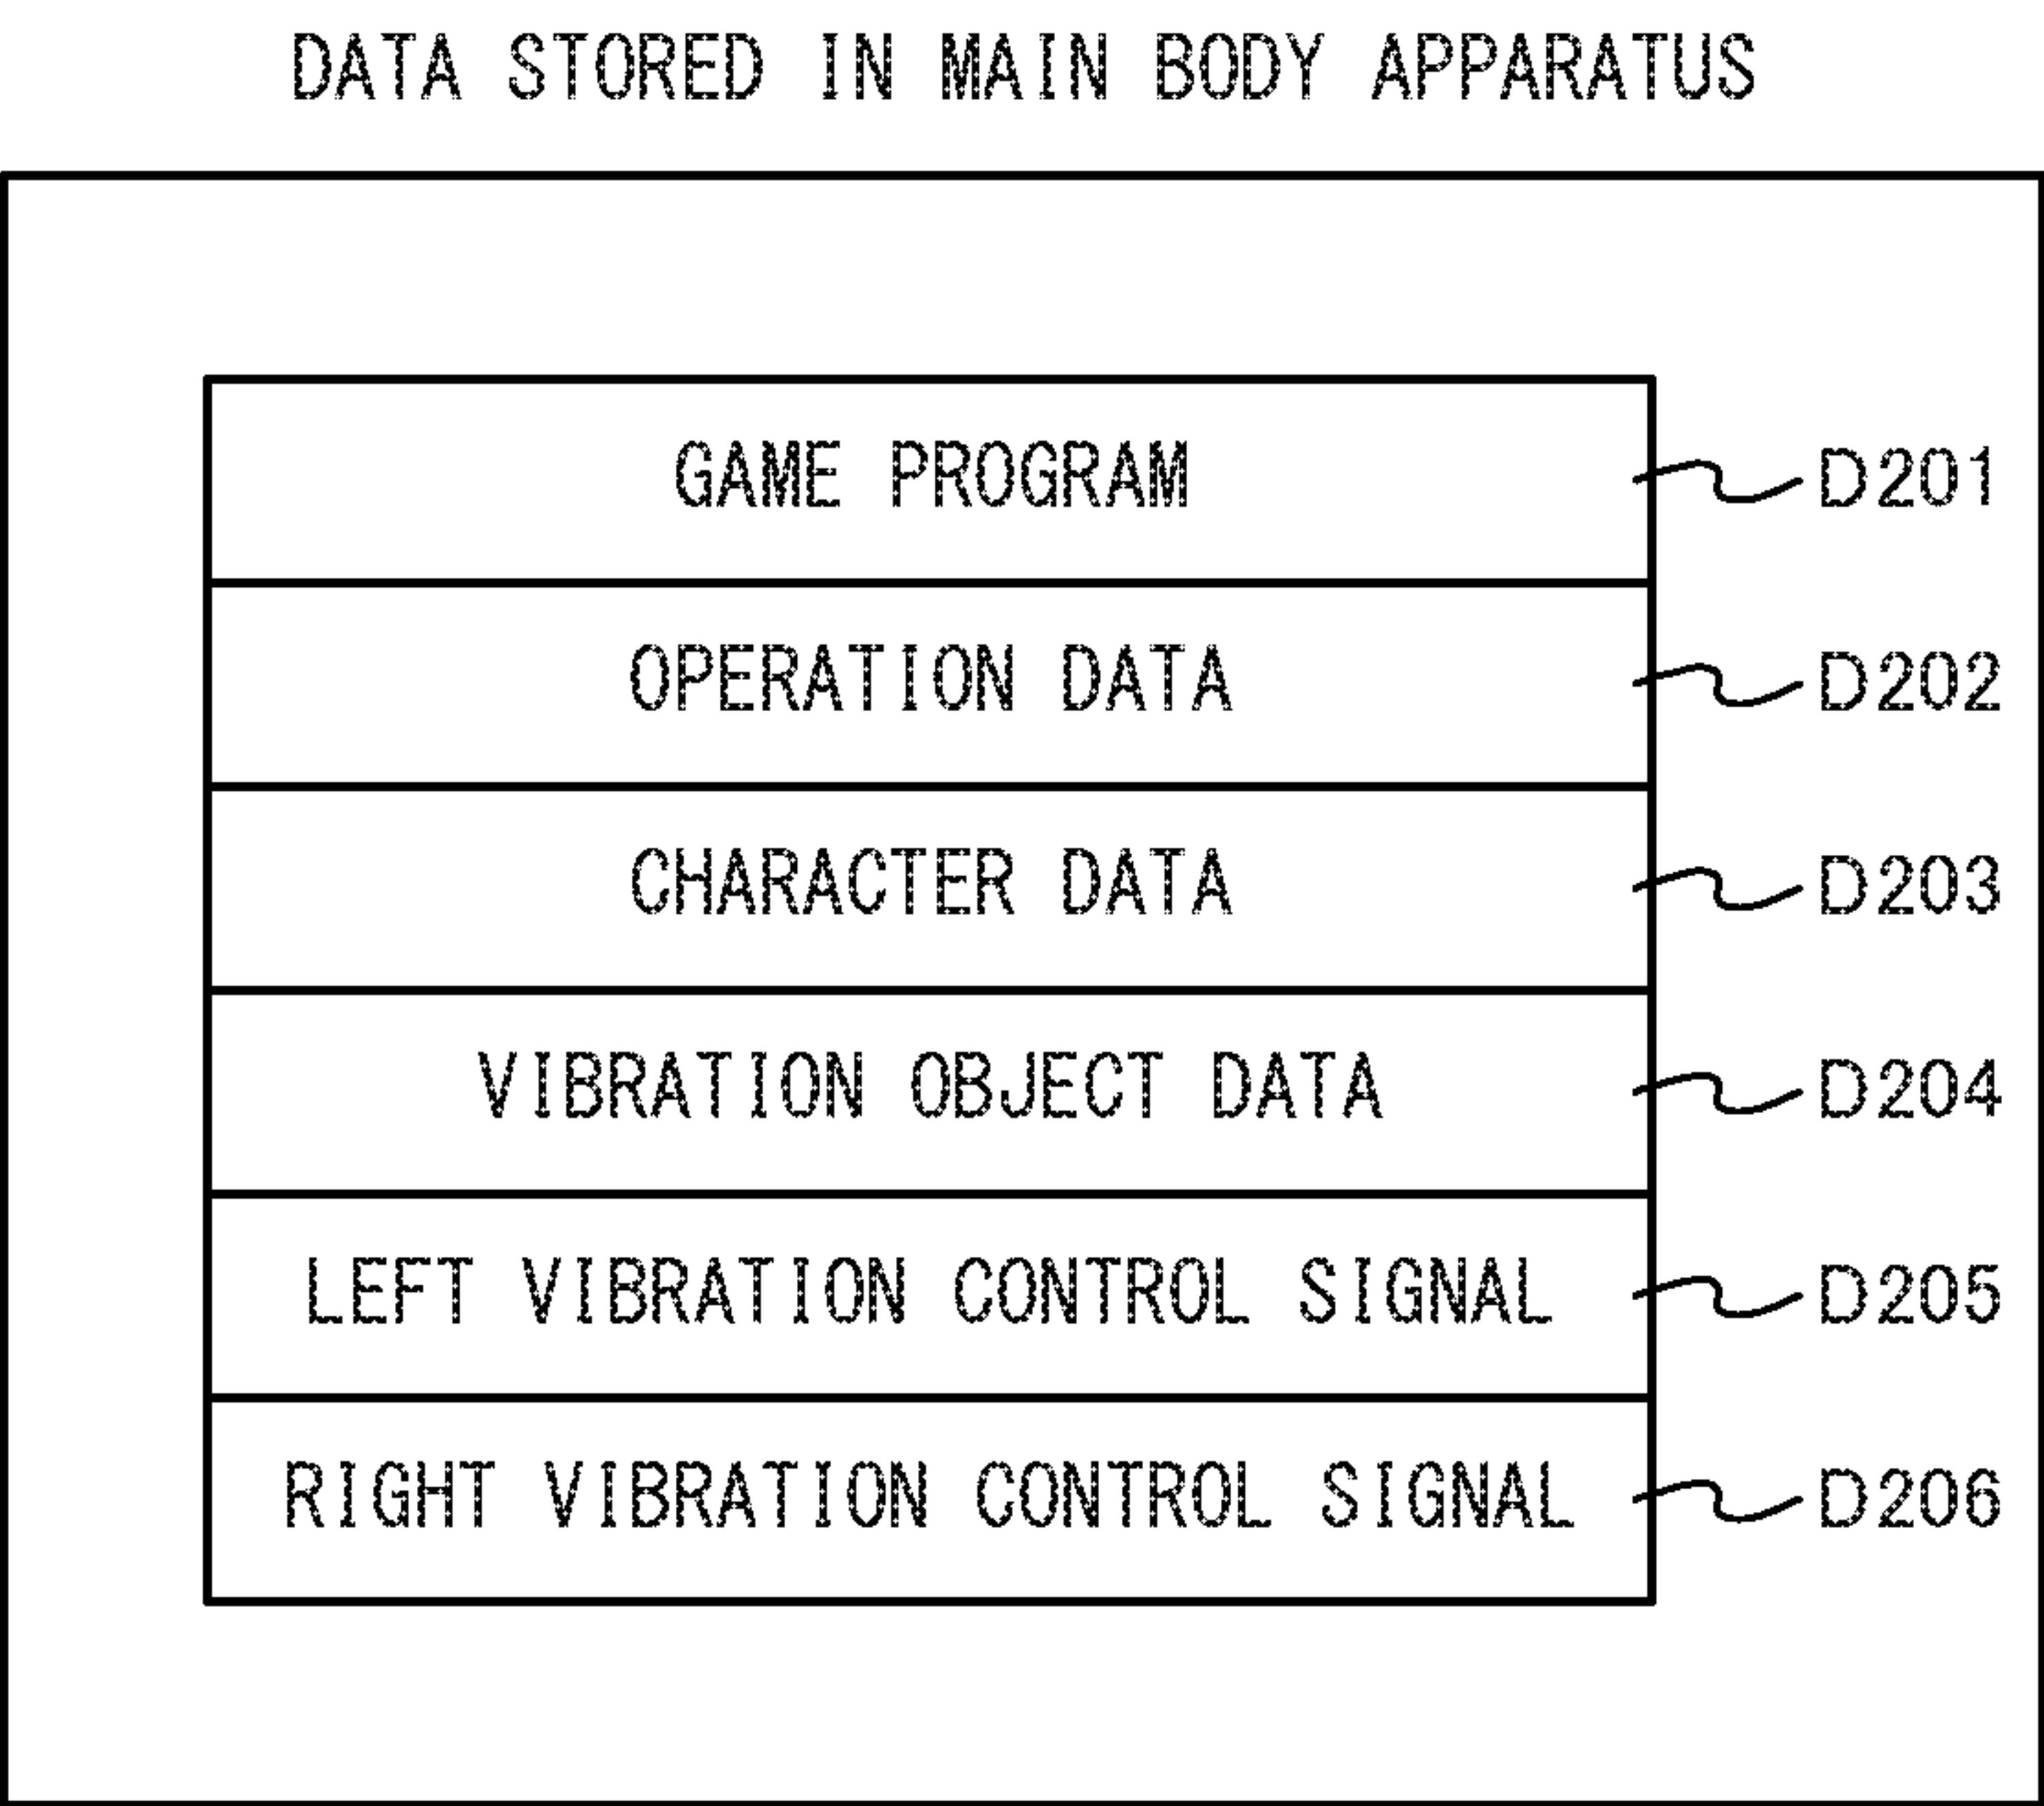 DATA STORED IN MAIN BODY APPARATUS
GAME PROGRAM D201
OPERATION DATA D202
CHARACTER DATA D203
VIBRATION OBJECT DATA D204
LEFT VIBRATION CONTROL SIGNAL D205
RIGHT VIBRATION CONTROL SIGNAL D206